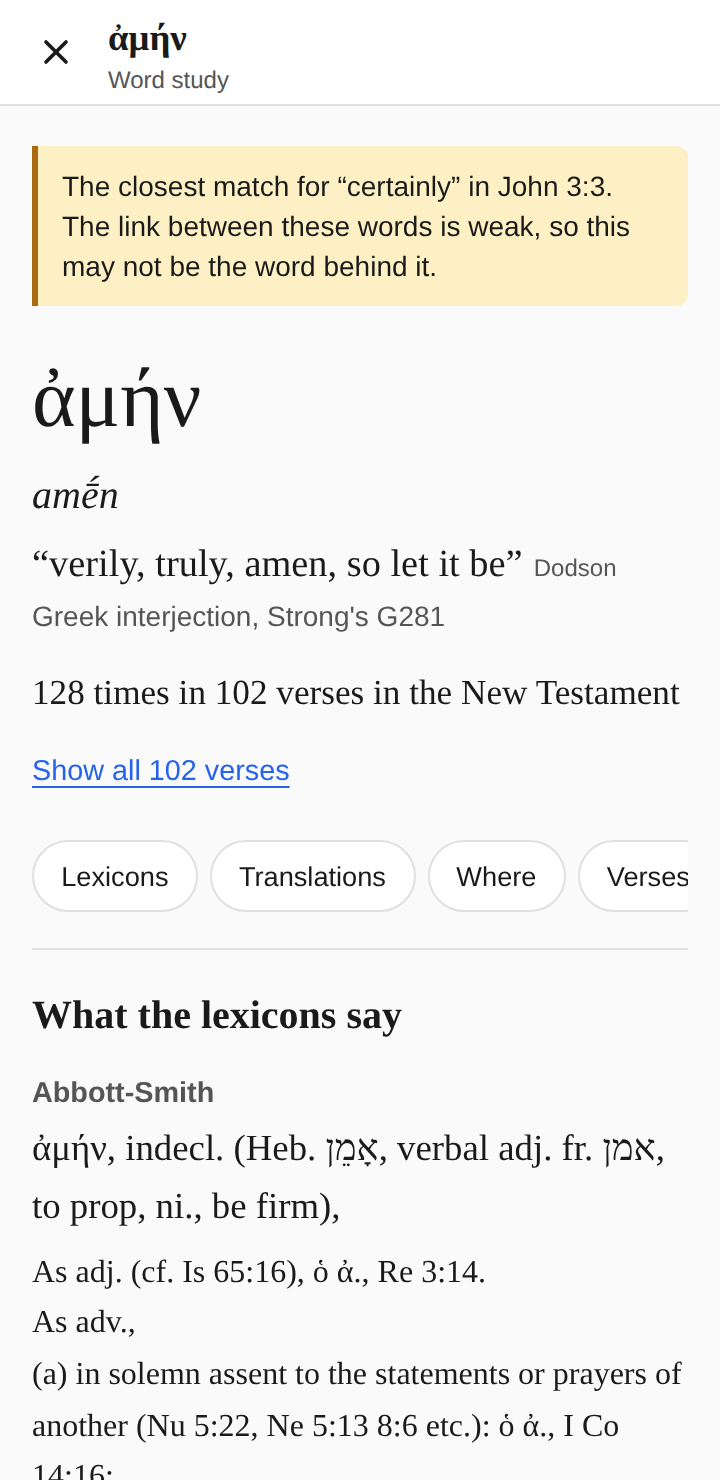 ἀμήν
Word study
The closest match for “certainly” in John 3:3.
The link between these words is weak, so this
may not be the word behind it.
ἀμήν
amḗn
“verily, truly, amen, so let it be” Dodson
Greek interjection, Strong's G281
128 times in 102 verses in the New Testament
Show all 102 verses
Lexicons Translations Where Verses
What the lexicons say
Abbott-Smith
ἀμήν, indecl. (Heb. אָמֵן, verbal adj. fr. אמן,
to prop, ni., be firm),
As adj. (cf. Is 65:16), ὁ ἀ., Re 3:14.
As adv.,
(a) in solemn assent to the statements or prayers of
another (Nu 5:22, Ne 5:13 8:6 etc.): ὁ ἀ., I Co
14:16;